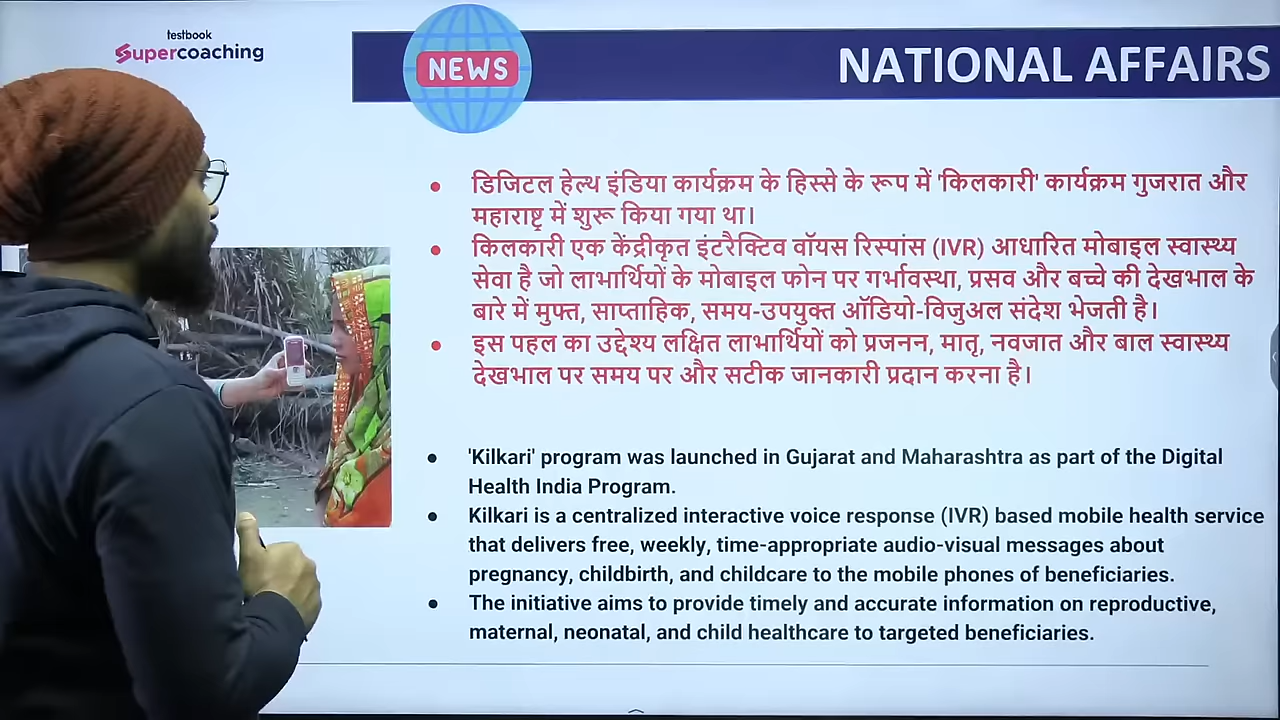 testbook
Supercoaching
NEWS
NATIONAL AFFAIRS
• डिजिटल हेल्थ इंडिया कार्यक्रम के हिस्से के रूप में 'किलकारी' कार्यक्रम गुजरात और
महाराष्ट्र में शुरू किया गया था।
• किलकारी एक केंद्रीकृत इंटरैक्टिव वॉयस रिस्पांस (IVR) आधारित मोबाइल स्वास्थ्य
सेवा है जो लाभार्थियों के मोबाइल फोन पर गर्भावस्था, प्रसव और बच्चे की देखभाल के
बारे में मुफ्त, साप्ताहिक, समय-उपयुक्त ऑडियो-विजुअल संदेश भेजती है।
• इस पहल का उद्देश्य लक्षित लाभार्थियों को प्रजनन, मातृ, नवजात और बाल स्वास्थ्य
देखभाल पर समय पर और सटीक जानकारी प्रदान करना है।
• 'Kilkari' program was launched in Gujarat and Maharashtra as part of the Digital
Health India Program.
• Kilkari is a centralized interactive voice response (IVR) based mobile health service
that delivers free, weekly, time-appropriate audio-visual messages about
pregnancy, childbirth, and childcare to the mobile phones of beneficiaries.
• The initiative aims to provide timely and accurate information on reproductive,
maternal, neonatal, and child healthcare to targeted beneficiaries.